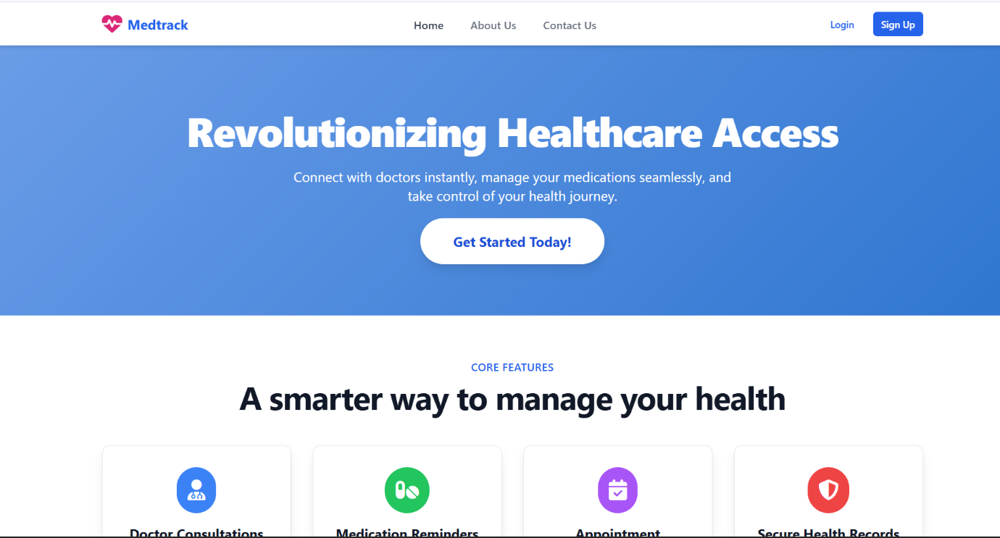 Medtrack
Home About Us Contact Us
Login Sign Up
Revolutionizing Healthcare Access
Connect with doctors instantly, manage your medications seamlessly, and
take control of your health journey.
Get Started Today!
CORE FEATURES
A smarter way to manage your health
Doctor Consultations
Medication Reminders
Appointment
Secure Health Records